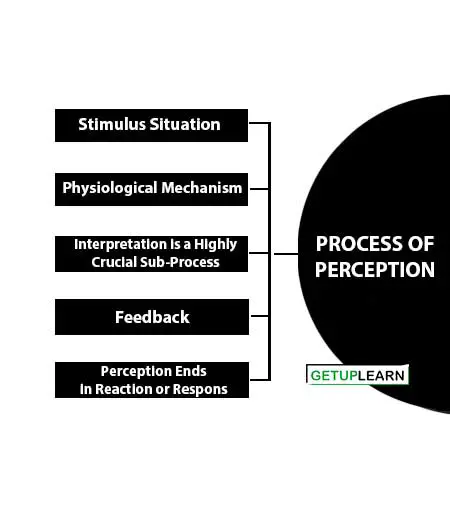 Stimulus Situation
Physiological Mechanism
Interpretation is a Highly
Crucial Sub-Process
Feedback
Perception Ends
in Reaction or Respons
PROCESS OF
PERCEPTION
GETUPLEARN